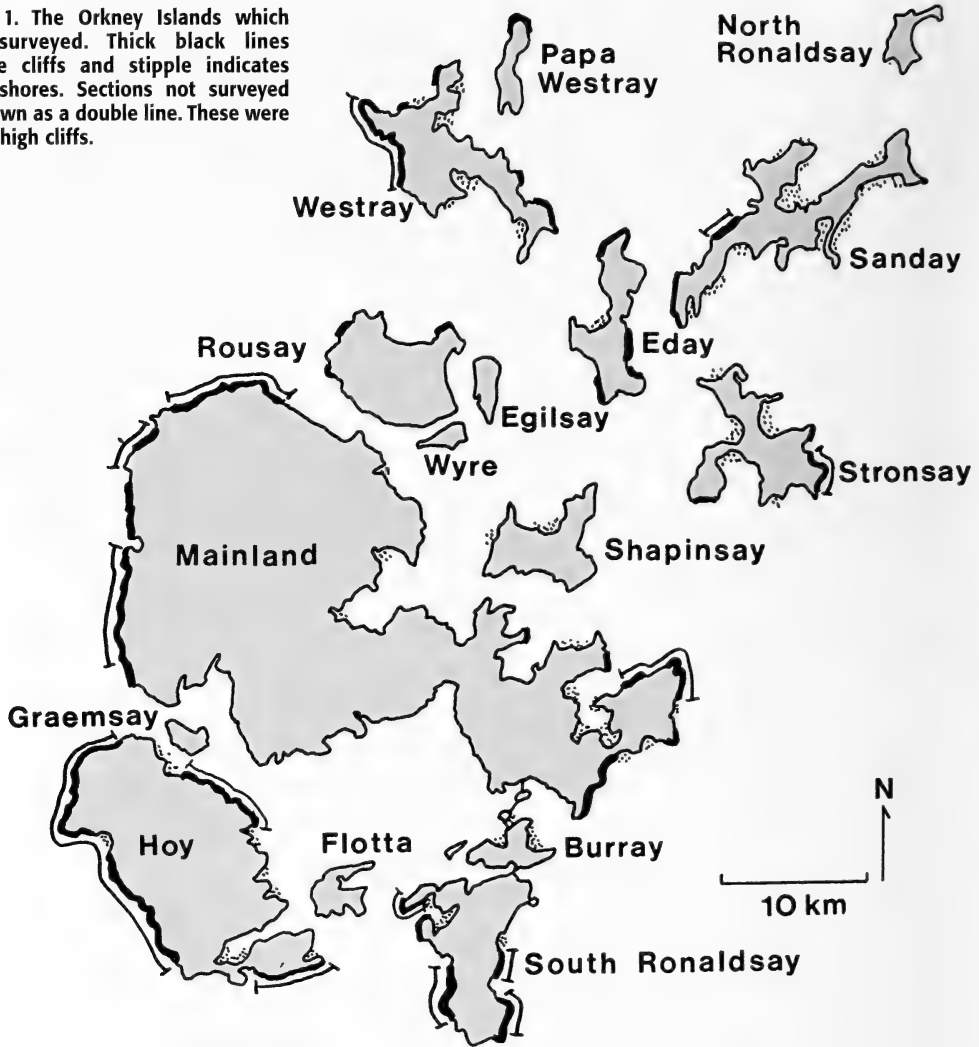 1. The Orkney Islands which
surveyed. Thick black lines
cliffs and stipple indicates
shores. Sections not surveyed
as a double line. These were
high cliffs.
Papa
Westray
North
Ronaldsay
Westray
Sanday
Rousay
Eday
Egilsay
Wyre
Stronsay
Mainland
Shapinsay
Graemsay
N
Hoy
Flotta
Burray
10 km
South Ronaldsay